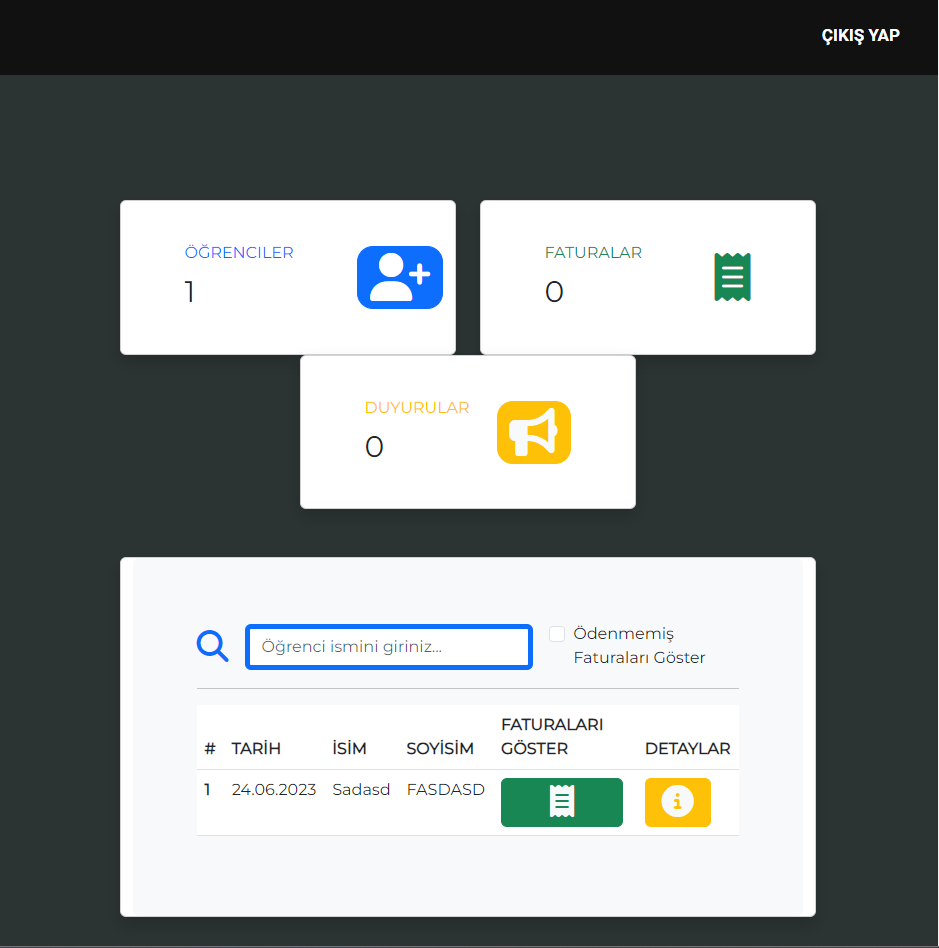 ÇIKIŞ YAP
ÖĞRENCILER
1
FATURALAR
0
DUYURULAR
0
Öğrenci ismini giriniz...
Ödenmemiş
Faturaları Göster
# TARİH İSİM SOYİSİM FATURALARI GÖSTER DETAYLAR
1 24.06.2023 Sadasd FASDASD